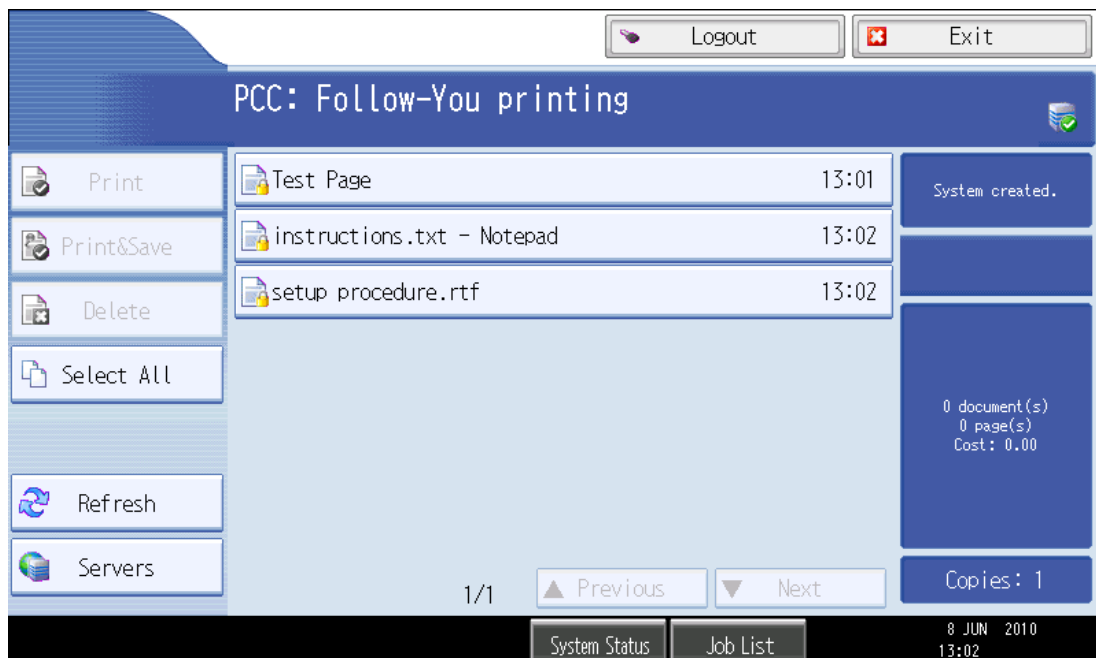 Logout
Exit
PCC: Follow-You printing
Print
Print&Save
Delete
Select All
Refresh
Servers
Test Page 13:01
instructions.txt - Notepad 13:02
setup procedure.rtf 13:02
1/1
▲ Previous
▼ Next
System created.
0 document(s)
0 page(s)
Cost: 0.00
Copies: 1
System Status
Job List
8 JUN 2010
13:02